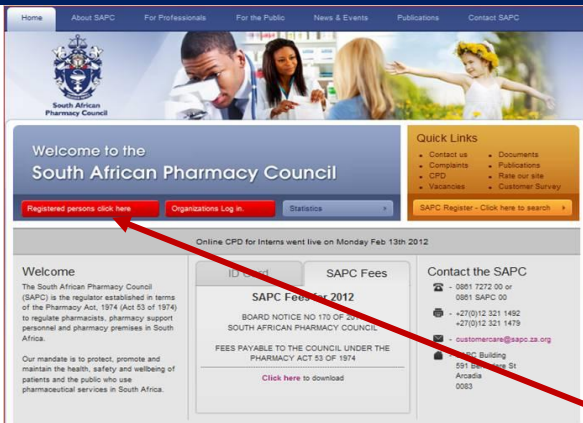 Home About SAPC For Professionals For the Public News & Events Publications Contact SAPC
South African
Pharmacy Council
Welcome to the
South African Pharmacy Council
Registered persons click here Organizations Log in. Statistics
Quick Links
Contact us Documents
Complaints Publications
CPD Rate our site
Vacancies Customer Survey
SAPC Register - Click here to search
Online CPD for Interns went live on Monday Feb 13th 2012
Welcome
The South African Pharmacy Council
(SAPC) is the regulator established in terms
of the Pharmacy Act, 1974 (Act 53 of 1974)
to regulate pharmacists, pharmacy support
personnel and pharmacy premises in South
Africa.
Our mandate is to protect, promote and
maintain the health, safety and wellbeing of
patients and the public who use
pharmaceutical services in South Africa.
ID Card SAPC Fees
SAPC Fees for 2012
BOARD NOTICE NO 170 OF
SOUTH AFRICAN PHARMACY COUNCIL
FEES PAYABLE TO THE COUNCIL UNDER THE
PHARMACY ACT 53 OF 1974
Click here to download
Contact the SAPC
- 0861 7272 00 or
0861 SAPC 00
- +27(0)12 321 1492
+27(0)12 321 1479
- customercare@sapc.za.org
- SAPC Building
591 St
Arcadia
0083